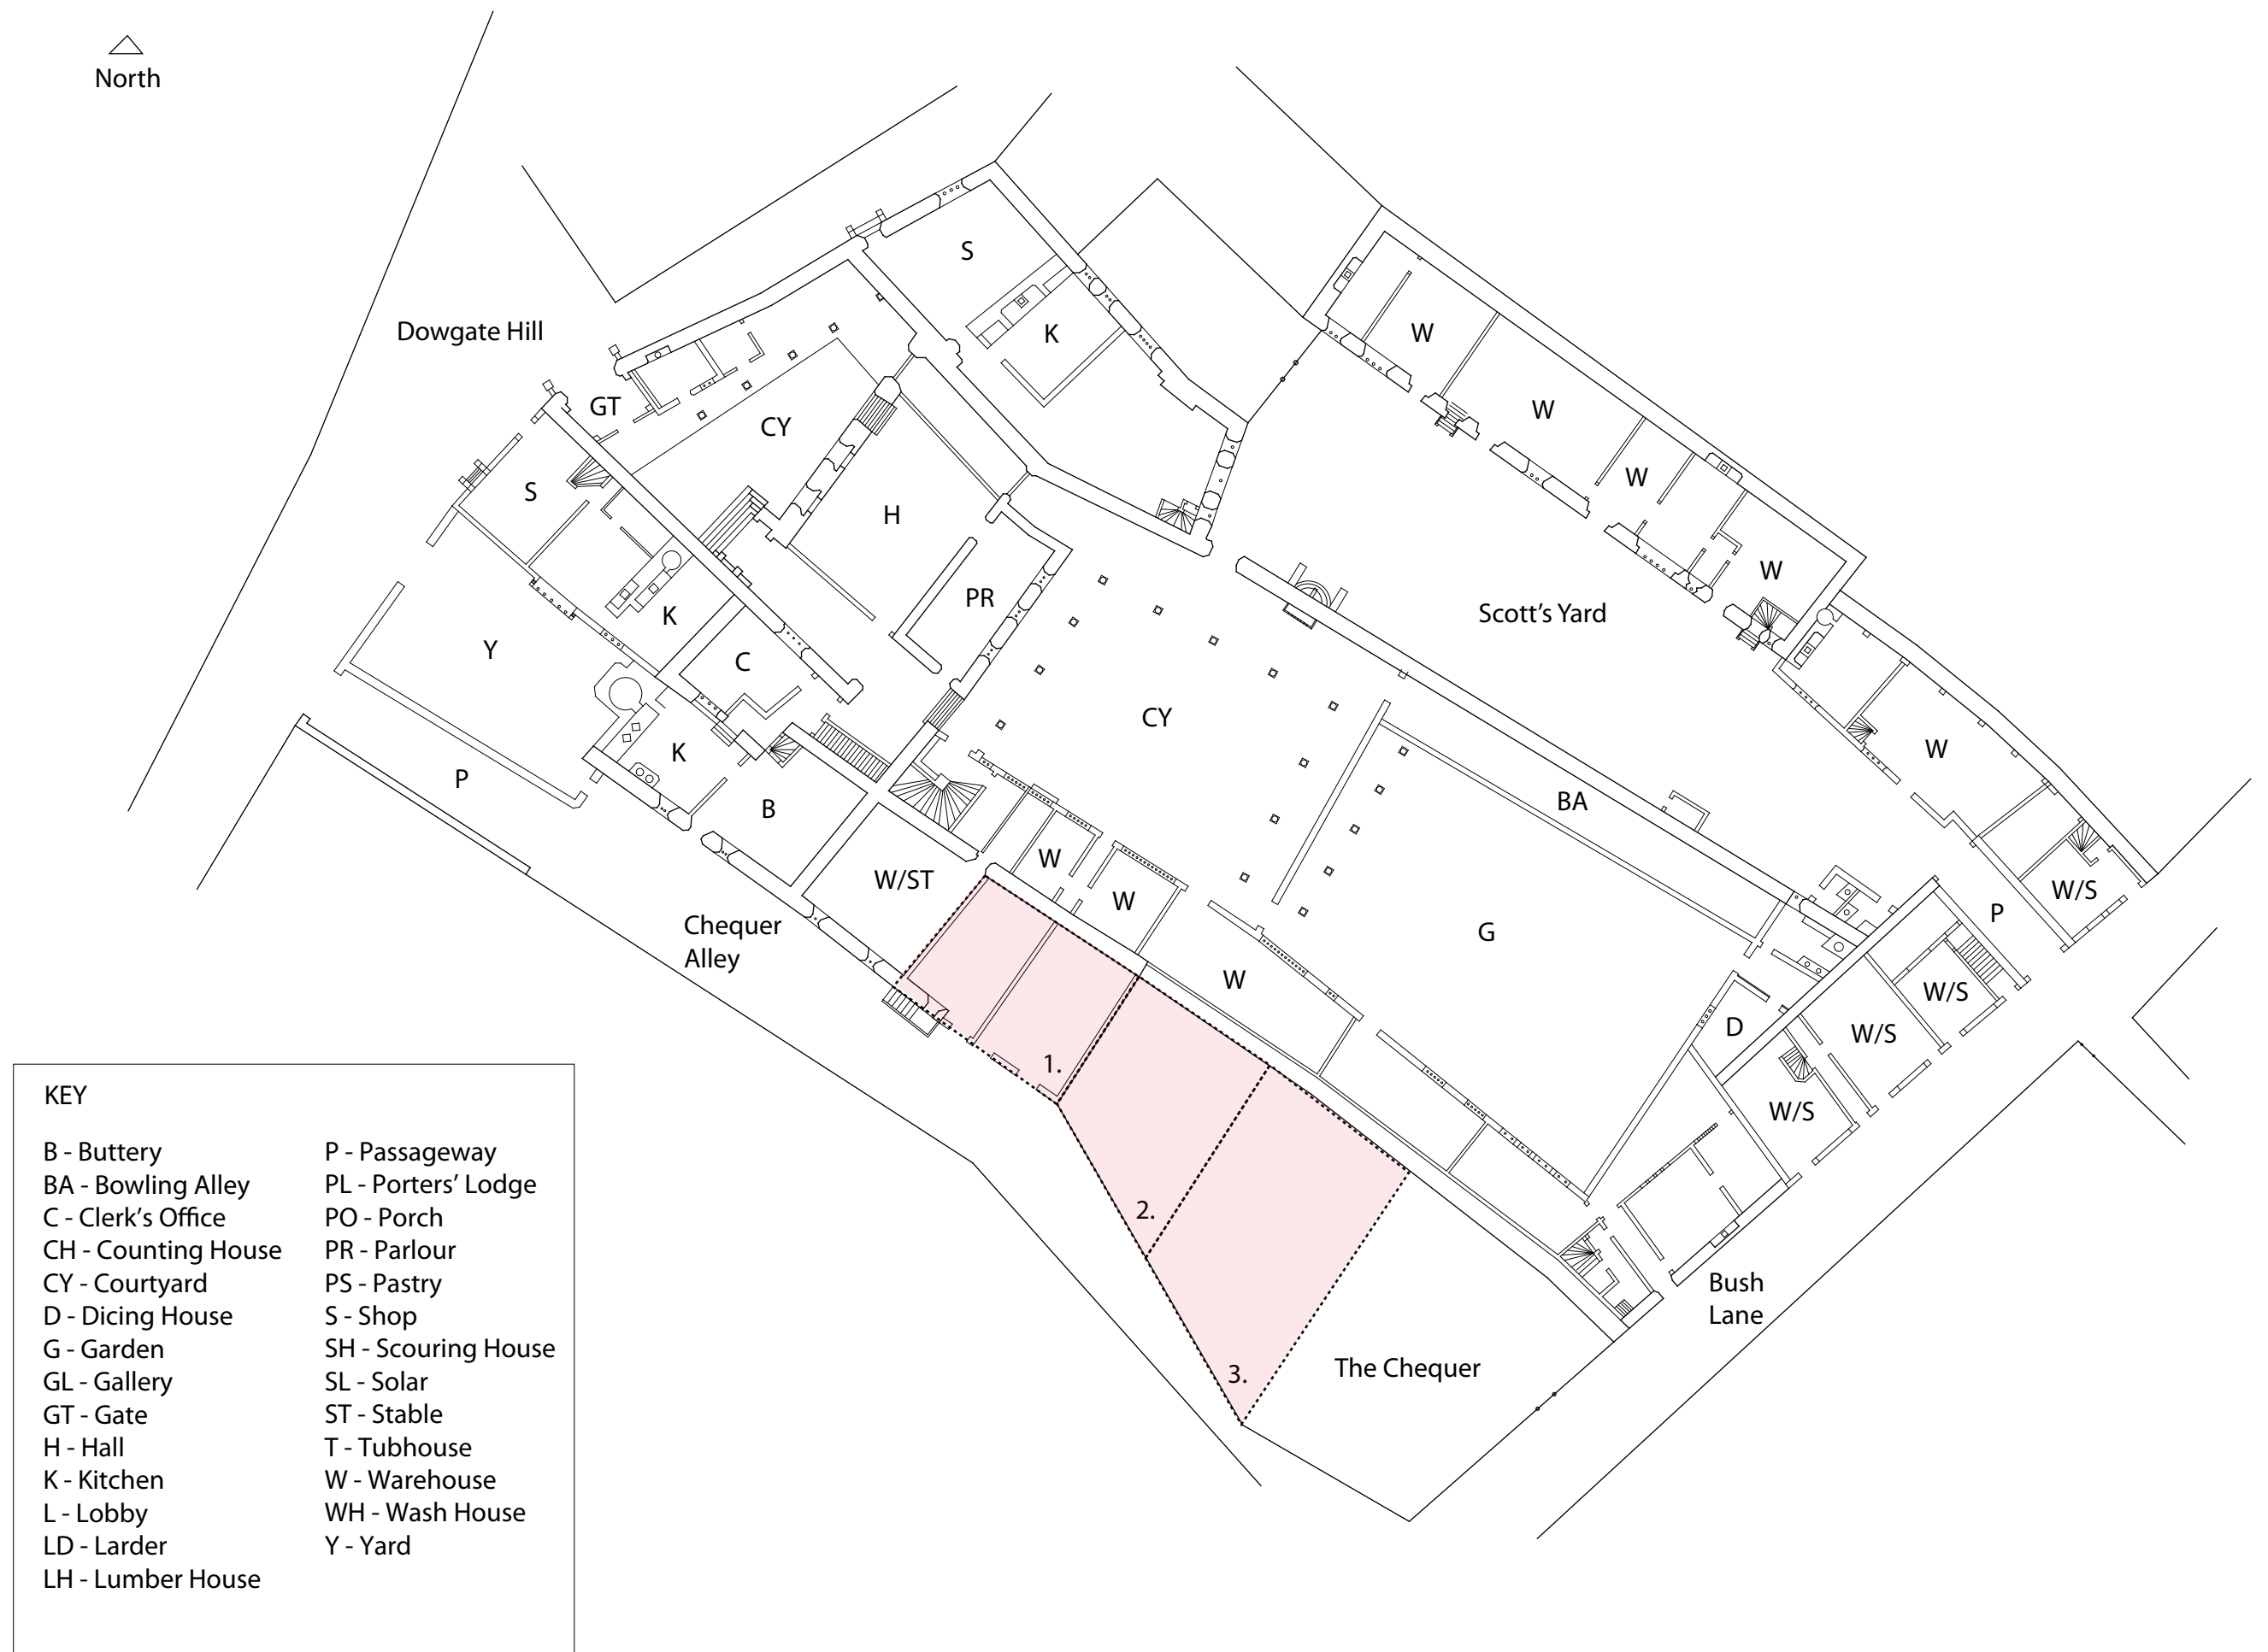 North
S
K
Dowgate Hill
W
GT
CY
W
S
H
W
W
PR
Scott's Yard
K
Y
C
CY
K
W
P
B
BA
W
W/ST
W
W/S
P
Chequer
Alley
G
W
W/S
D
W/S
1.
W/S
2.
Bush
Lane
3.
The Chequer
KEY
B - Buttery
BA - Bowling Alley
C - Clerk's Office
CH - Counting House
CY - Courtyard
D - Dicing House
G - Garden
GL - Gallery
GT - Gate
H - Hall
K - Kitchen
L - Lobby
LD - Larder
LH - Lumber House
P - Passageway
PL - Porters' Lodge
PO - Porch
PR - Parlour
PS - Pastry
S - Shop
SH - Scouring House
SL - Solar
ST - Stable
T - Tubhouse
W - Warehouse
WH - Wash House
Y - Yard